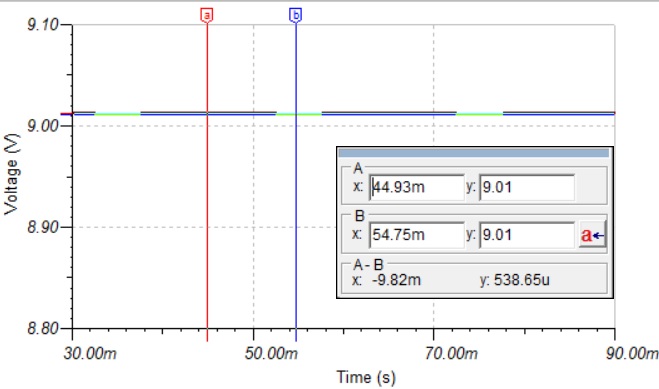 a b
9.10
9.00
8.90
8.80
Voltage (V)
A
x: 44.93m y: 9.01
B
x: 54.75m y: 9.01 a←
A - B
x: -9.82m y: 538.65u
30.00m 50.00m 70.00m 90.00m
Time (s)